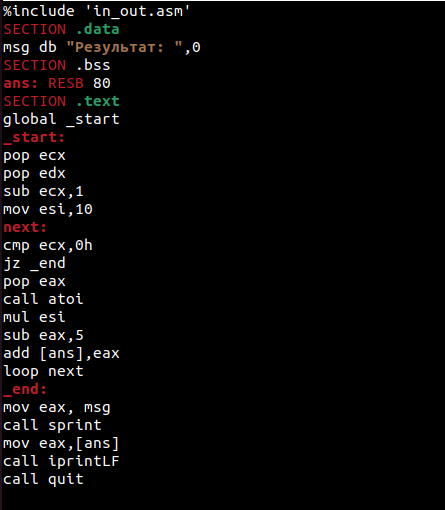 %include 'in_out.asm'
SECTION .data
msg db "Результат: ",0
SECTION .bss
ans: RESB 80
SECTION .text
global _start
_start:
pop ecx
pop edx
sub ecx,1
mov esi,10
next:
cmp ecx,0h
jz _end
pop eax
call atoi
mul esi
sub eax,5
add [ans],eax
loop next
_end:
mov eax, msg
call sprint
mov eax,[ans]
call iprintLF
call quit